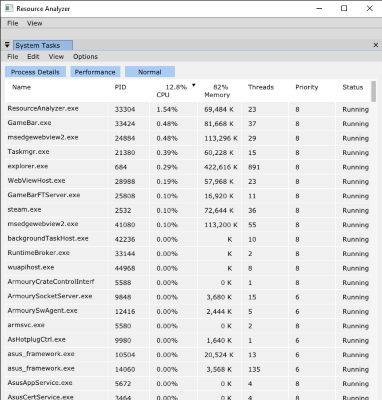 Resource Analyzer
File View
System Tasks
File Edit View Options
Process Details Performance Normal
Name PID 12.8% CPU 82% Memory Threads Priority Status
ResourceAnalyzer.exe 33304 1.54% 69,484 K 23 8 Running
GameBar.exe 33424 0.48% 81,668 K 37 8 Running
msedgewebview2.exe 24884 0.48% 113,296 K 29 8 Running
Taskmgr.exe 21380 0.39% 60,228 K 15 8 Running
explorer.exe 684 0.29% 422,616 K 891 8 Running
WebViewHost.exe 28988 0.19% 57,968 K 23 8 Running
GameBarFTServer.exe 25808 0.10% 16,920 K 11 8 Running
steam.exe 2532 0.10% 72,644 K 36 8 Running
msedgewebview2.exe 41080 0.10% 113,200 K 55 8 Running
backgroundTaskHost.exe 42236 0.00% K 10 8 Running
RuntimeBroker.exe 33144 0.00% K 2 8 Running
wuapihost.exe 44968 0.00% K 8 8 Running
ArmouryCrateControlInterf 5588 0.00% 0 K 1 8 Running
ArmourySocketServer.exe 9848 0.00% 3,680 K 15 6 Running
ArmourySwAgent.exe 12416 0.00% 2,444 K 5 6 Running
armsvc.exe 5580 0.00% 0 K 2 8 Running
AsHotplugCtrl.exe 9980 0.00% 1,640 K 1 6 Running
asus_framework.exe 10504 0.00% 20,524 K 13 6 Running
asus_framework.exe 14060 0.00% 3,568 K 135 6 Running
AsusAppService.exe 5672 0.00% 0 K 4 8 Running
AsusCertService.exe 3464 0.00% 0 K 4 8 Running